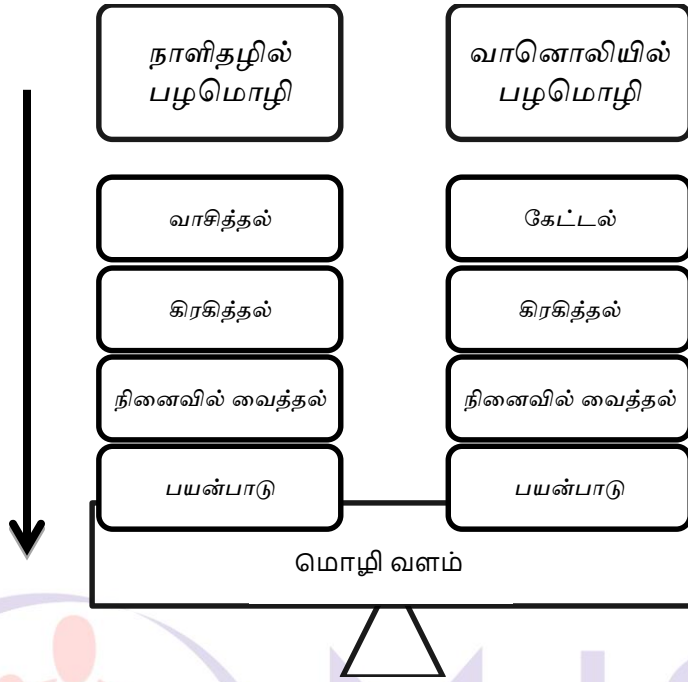 நாளிதழில்
பழமொழி
வாசித்தல்
கிரகித்தல்
நினைவில் வைத்தல்
பயன்பாடு
வானொலியில்
பழமொழி
கேட்டல்
கிரகித்தல்
நினைவில் வைத்தல்
பயன்பாடு
மொழி வளம்